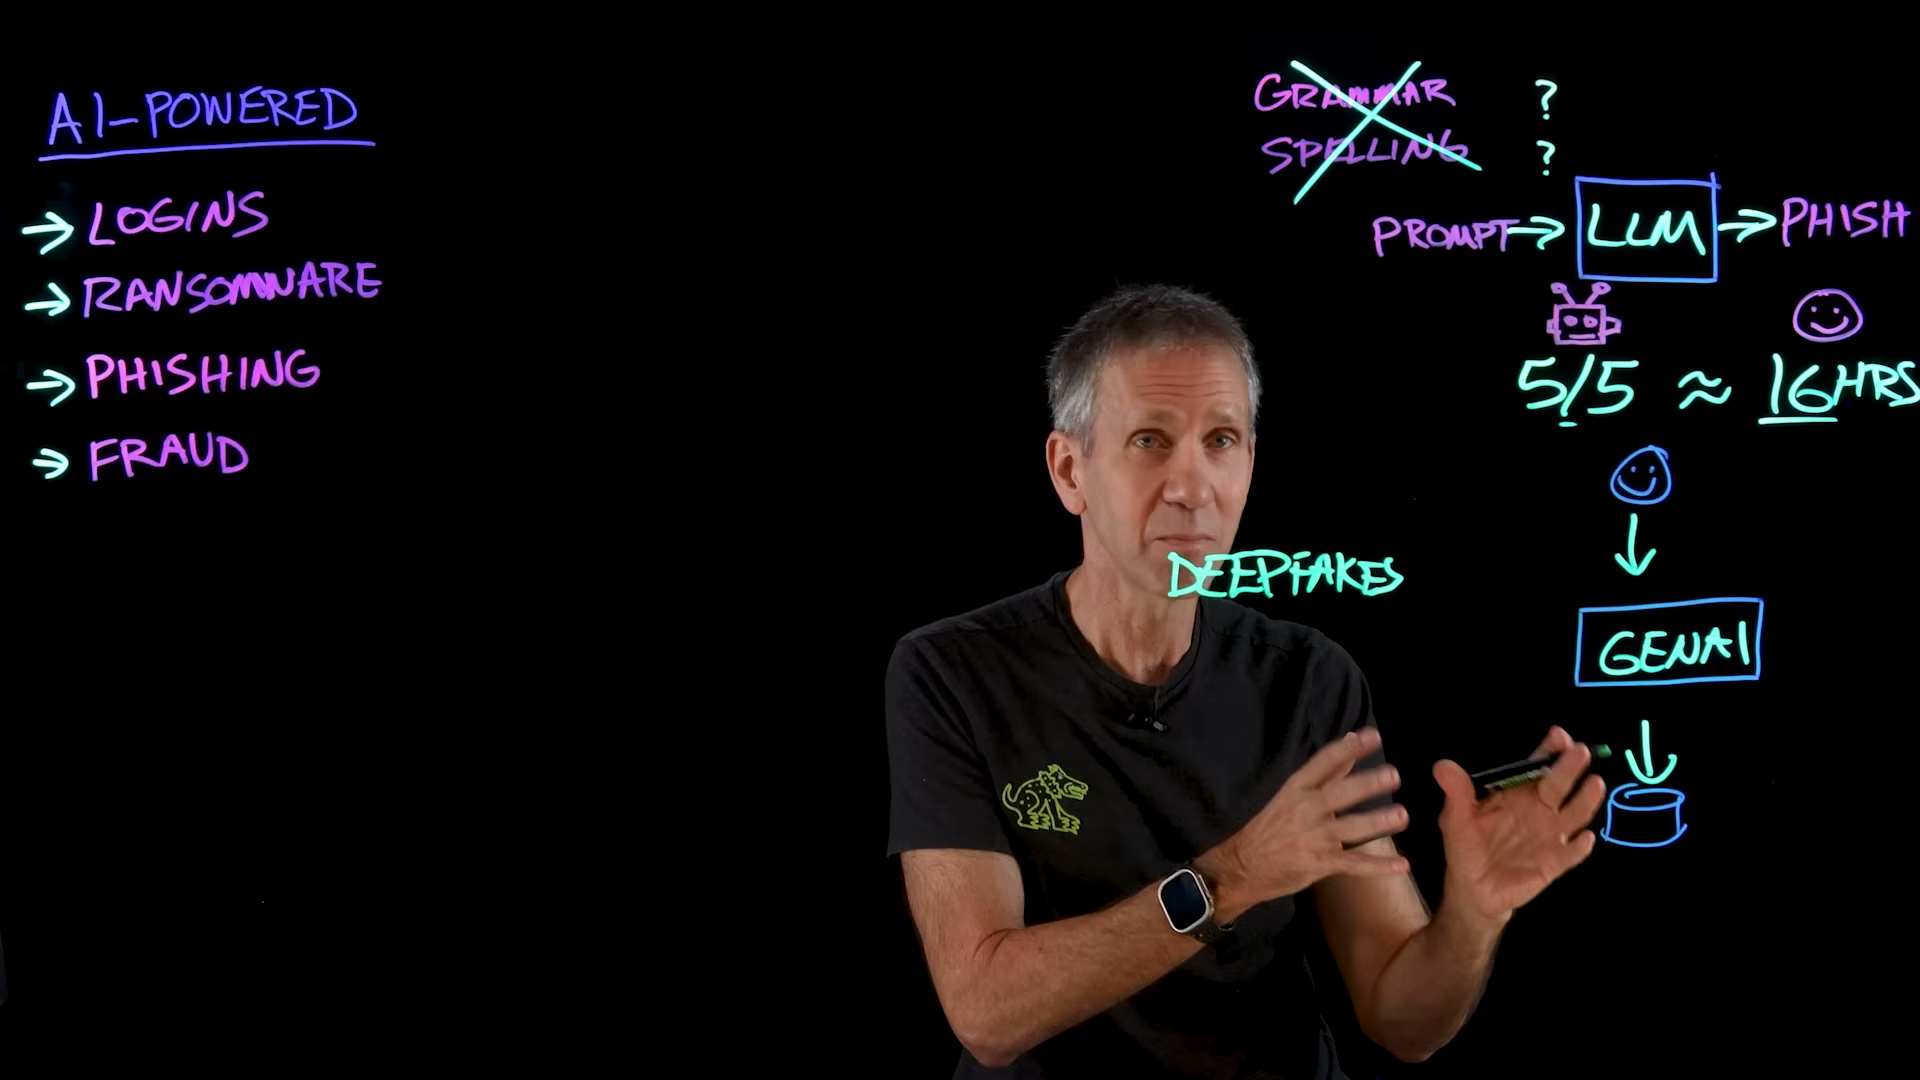 AI-POWERED
→ LOGINS
→ RANSOMWARE
→ PHISHING
→ FRAUD
GRAMMAR ?
SPELLING ?
PROMPT → LLM → PHISH
5/5 ≈ 16HRS
DEEPFAKES
GENAI